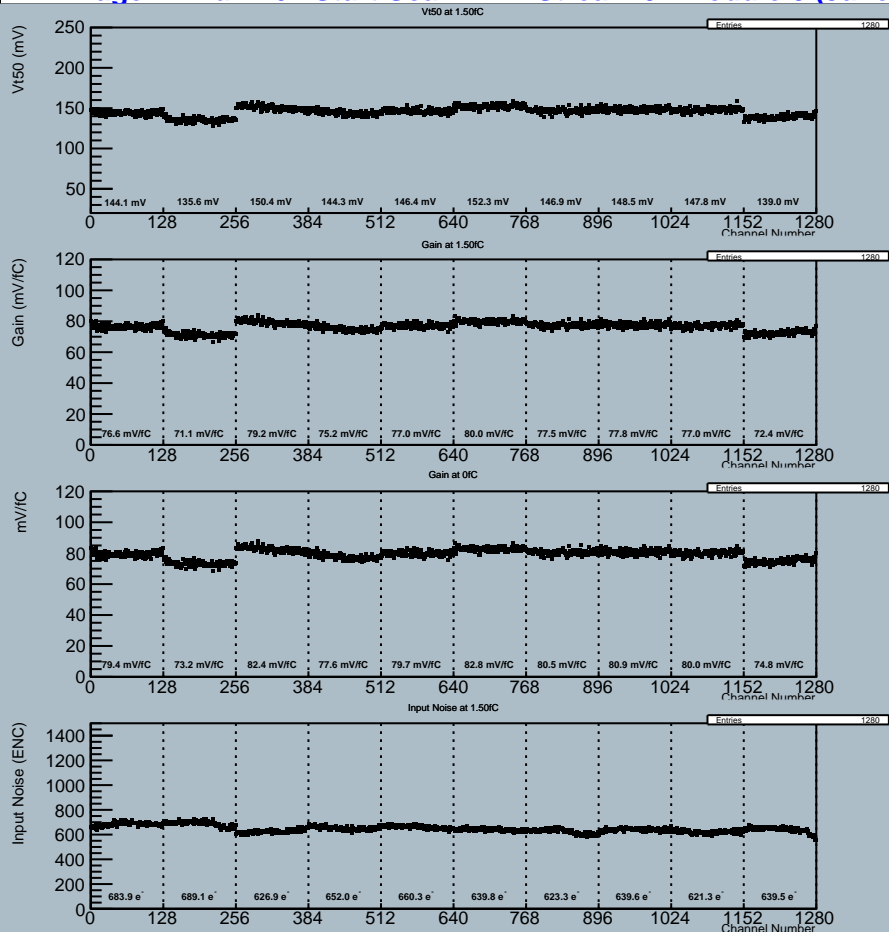 Vt50 at 1.50fC
Entries 1280
Vt50 (mV)
250
200
150
100
50
144.1 mV 135.6 mV 150.4 mV 144.3 mV 146.4 mV 152.3 mV 146.9 mV 148.5 mV 147.8 mV 139.0 mV
0 128 256 384 512 640 768 896 1024 1152 1280
Channel Number
Gain at 1.50fC
Entries 1280
Gain (mV/fC)
120
100
80
60
40
20
0
76.6 mV/fC 71.1 mV/fC 79.2 mV/fC 75.2 mV/fC 77.0 mV/fC 80.0 mV/fC 77.5 mV/fC 77.8 mV/fC 77.0 mV/fC 72.4 mV/fC
0 128 256 384 512 640 768 896 1024 1152 1280
Channel Number
Gain at 0fC
Entries 1280
mV/fC
120
100
80
60
40
20
0
79.4 mV/fC 73.2 mV/fC 82.4 mV/fC 77.6 mV/fC 79.7 mV/fC 82.8 mV/fC 80.5 mV/fC 80.9 mV/fC 80.0 mV/fC 74.8 mV/fC
0 128 256 384 512 640 768 896 1024 1152 1280
Channel Number
Input Noise at 1.50fC
Entries 1280
Input Noise (ENC)
1400
1200
1000
800
600
400
200
0
683.9 e⁻ 689.1 e⁻ 626.9 e⁻ 652.0 e⁻ 660.3 e⁻ 639.8 e⁻ 623.3 e⁻ 639.6 e⁻ 621.3 e⁻ 639.5 e⁻
0 128 256 384 512 640 768 896 1024 1152 1280
Channel Number